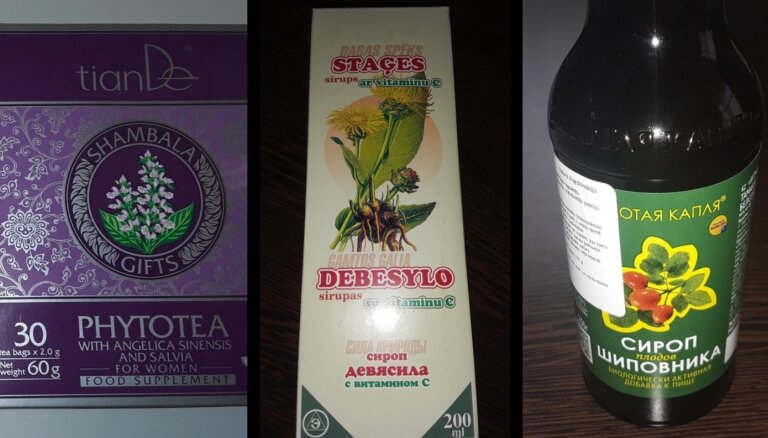 tianDe
SHAMBALA
GIFTS
30
tea bags x 2,0 g
Net
weight 60g
PHYTOTEA
WITH ANGELICA SINENSIS
AND SALVIA
FOR WOMEN
FOOD SUPPLEMENT
DABAS SPĒKS
STAĢES
sīrups ar vitamīnu C
GAMTOS GALIA
DEBESYLO
sirupas su vitaminu C
СИЛА ПРИРОДЫ
сироп
девясила
с витамином С
200
ml
ОТАЯ КАПЛЯ®
СИРОП
плодов
ШИПОВНИКА
БИОЛОГИЧЕСКИ АКТИВНАЯ
ДОБАВКА К ПИЩЕ